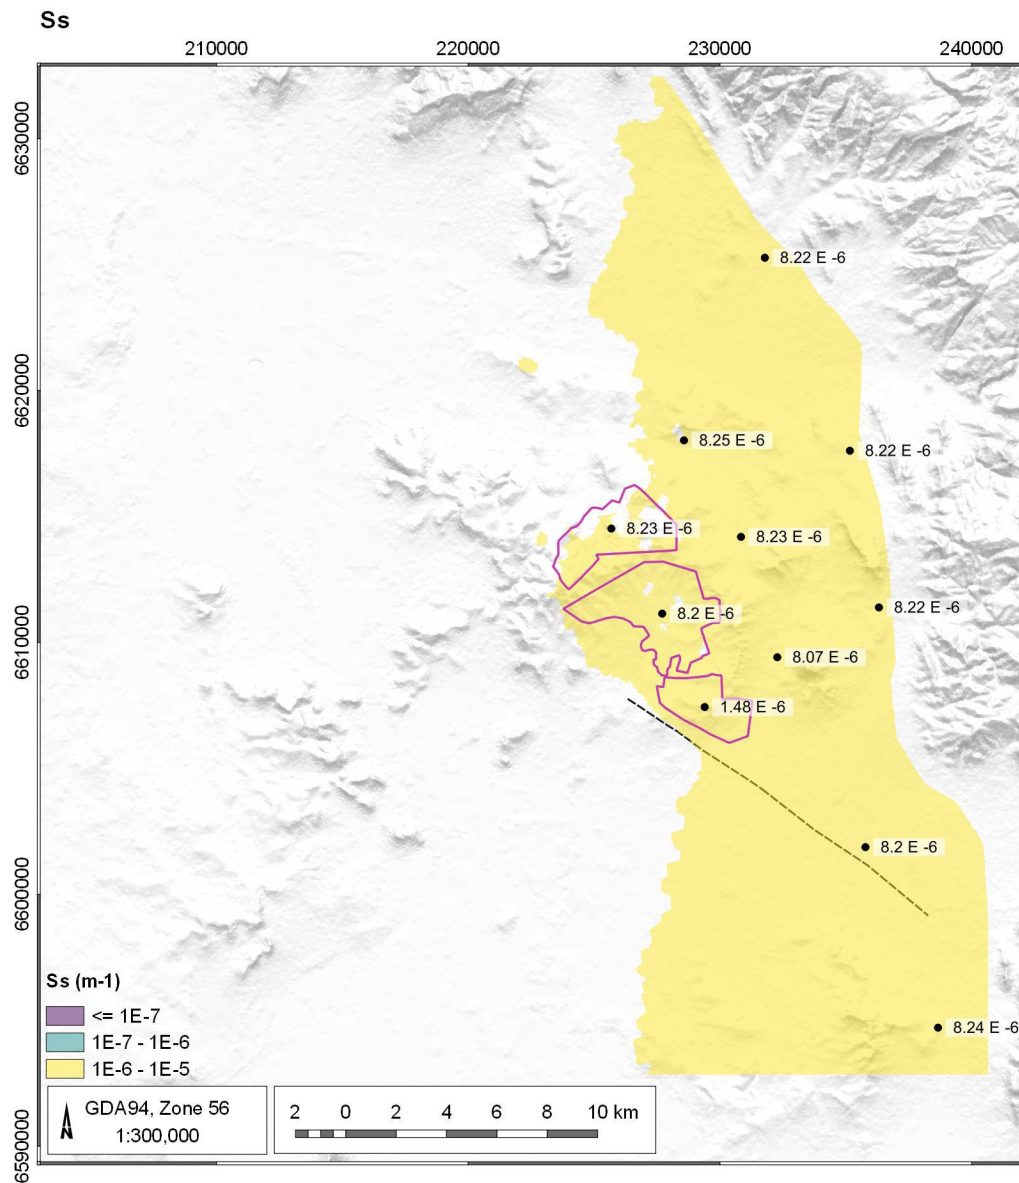 Ss
210000 220000 230000 240000
6630000
8.22 E -6
6620000
8.25 E -6
8.22 E -6
8.23 E -6
8.23 E -6
8.22 E -6
8.2 E -6
6610000
8.07 E -6
1.48 E -6
8.2 E -6
6600000
Ss (m-1)
<= 1E-7
1E-7 - 1E-6
1E-6 - 1E-5
8.24 E -6
GDA94, Zone 56
1:300,000
N
2 0 2 4 6 8 10 km
6590000